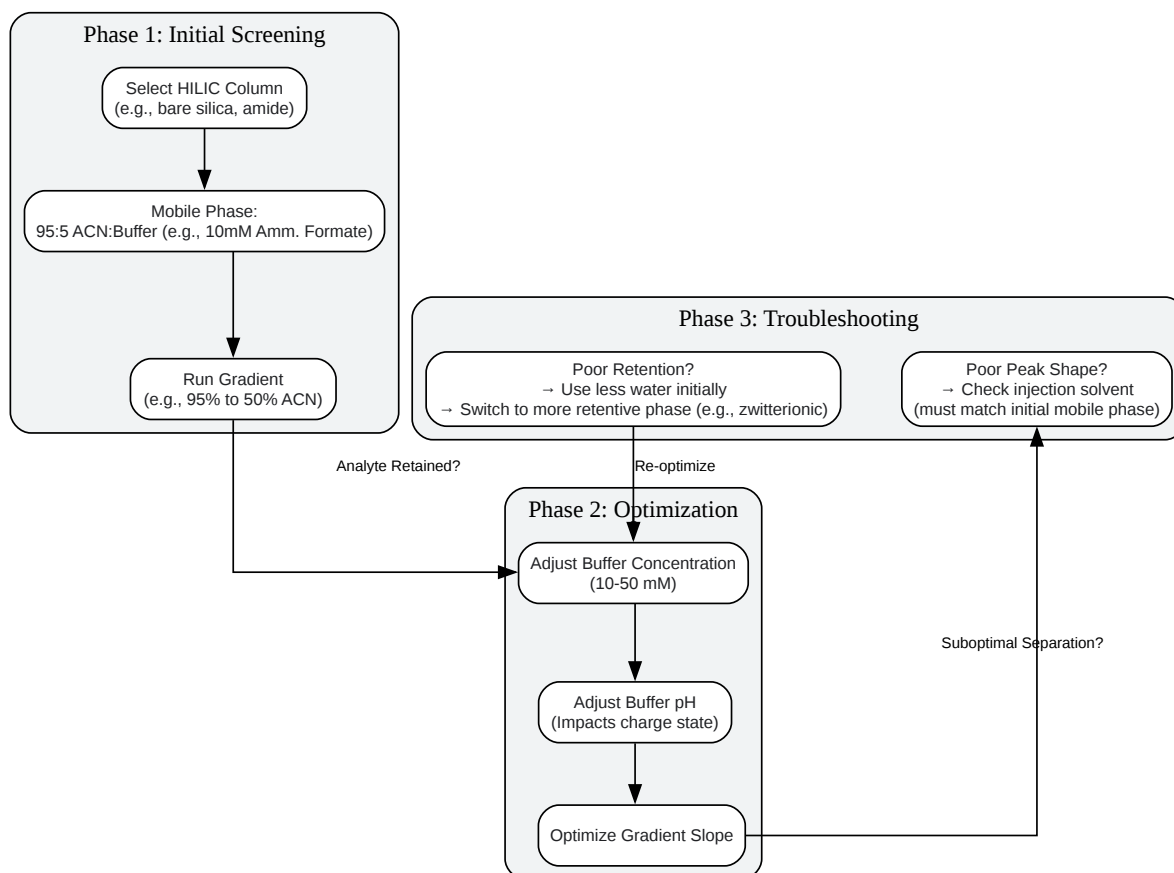 Phase 1: Initial Screening
Select HILIC Column
(e.g., bare silica, amide)
Mobile Phase:
95:5 ACN:Buffer (e.g., 10mM Amm. Formate)
Run Gradient
(e.g., 95% to 50% ACN)
Phase 3: Troubleshooting
Poor Retention?
→ Use less water initially
→ Switch to more retentive phase (e.g., zwitterionic)
Poor Peak Shape?
→ Check injection solvent
(must match initial mobile phase)
Analyte Retained?
Re-optimize
Phase 2: Optimization
Adjust Buffer Concentration
(10-50 mM)
Suboptimal Separation?
Adjust Buffer pH
(Impacts charge state)
Optimize Gradient Slope